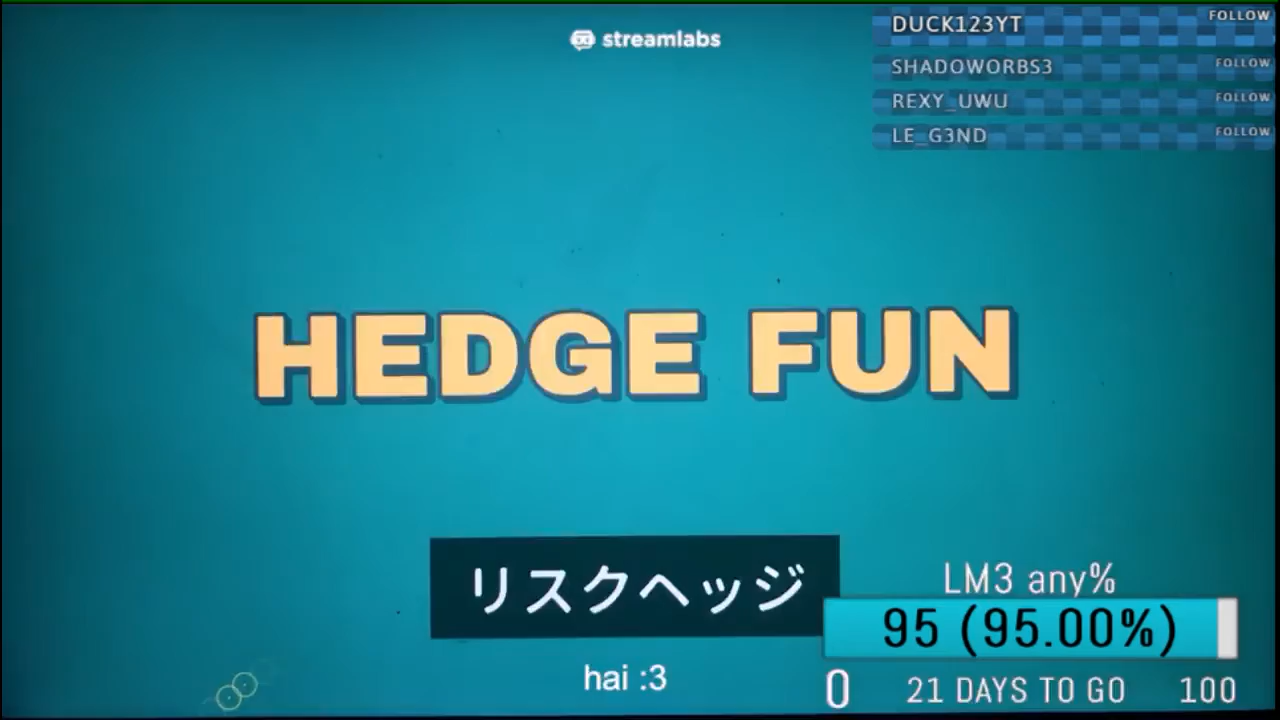 streamlabs
DUCK123YT FOLLOW
SHADOWORBS3 FOLLOW
REXY_UWU FOLLOW
LE_G3ND FOLLOW
HEDGE FUN
リスクヘッジ
hai :3
LM3 any%
95 (95.00%)
0 21 DAYS TO GO 100